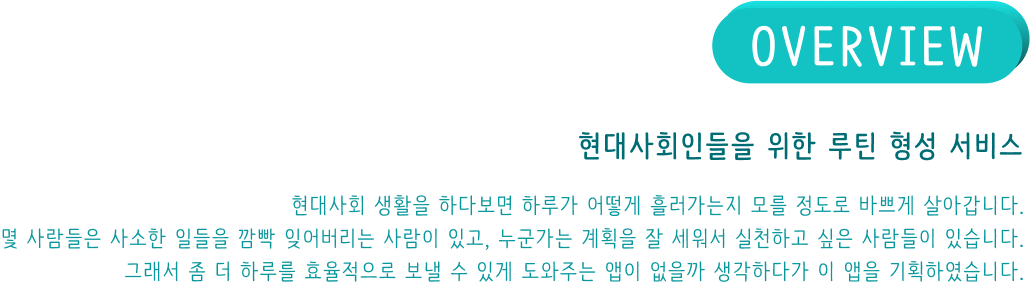 OVERVIEW
현대사회인들을 위한 루틴 형성 서비스
현대사회 생활을 하다보면 하루가 어떻게 흘러가는지 모를 정도로 바쁘게 살아갑니다.
몇 사람들은 사소한 일들을 깜빡 잊어버리는 사람이 있고, 누군가는 계획을 잘 세워서 실천하고 싶은 사람들이 있습니다.
그래서 좀 더 하루를 효율적으로 보낼 수 있게 도와주는 앱이 없을까 생각하다가 이 앱을 기획하였습니다.